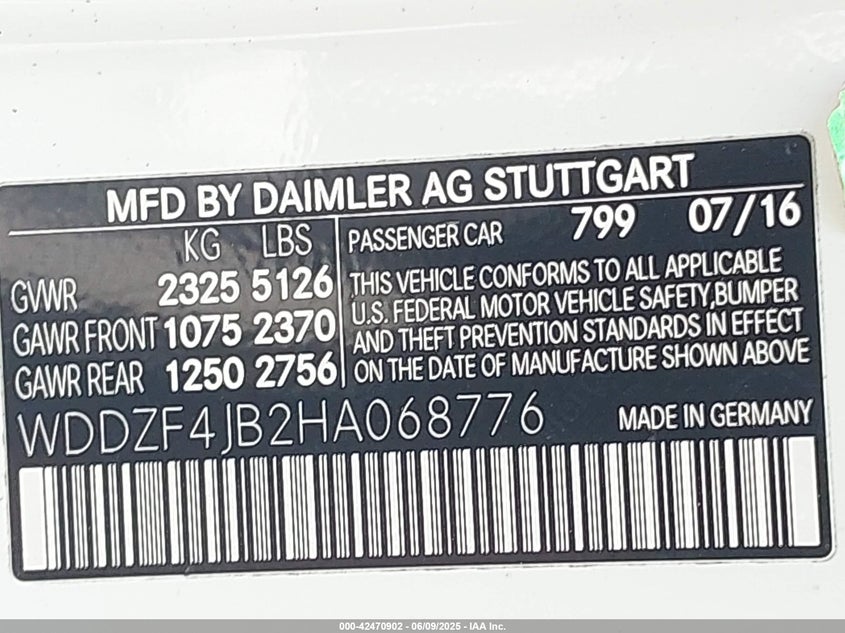 MFD BY DAIMLER AG STUTTGART
KG LBS
GVWR 2325 5126
GAWR FRONT 1075 2370
GAWR REAR 1250 2756
PASSENGER CAR 799 07/16
THIS VEHICLE CONFORMS TO ALL APPLICABLE
U.S. FEDERAL MOTOR VEHICLE SAFETY,BUMPER
AND THEFT PREVENTION STANDARDS IN EFFECT
ON THE DATE OF MANUFACTURE SHOWN ABOVE
WDDZF4JB2HA068776 MADE IN GERMANY
000-42470902 - 06/09/2025 - IAA Inc.